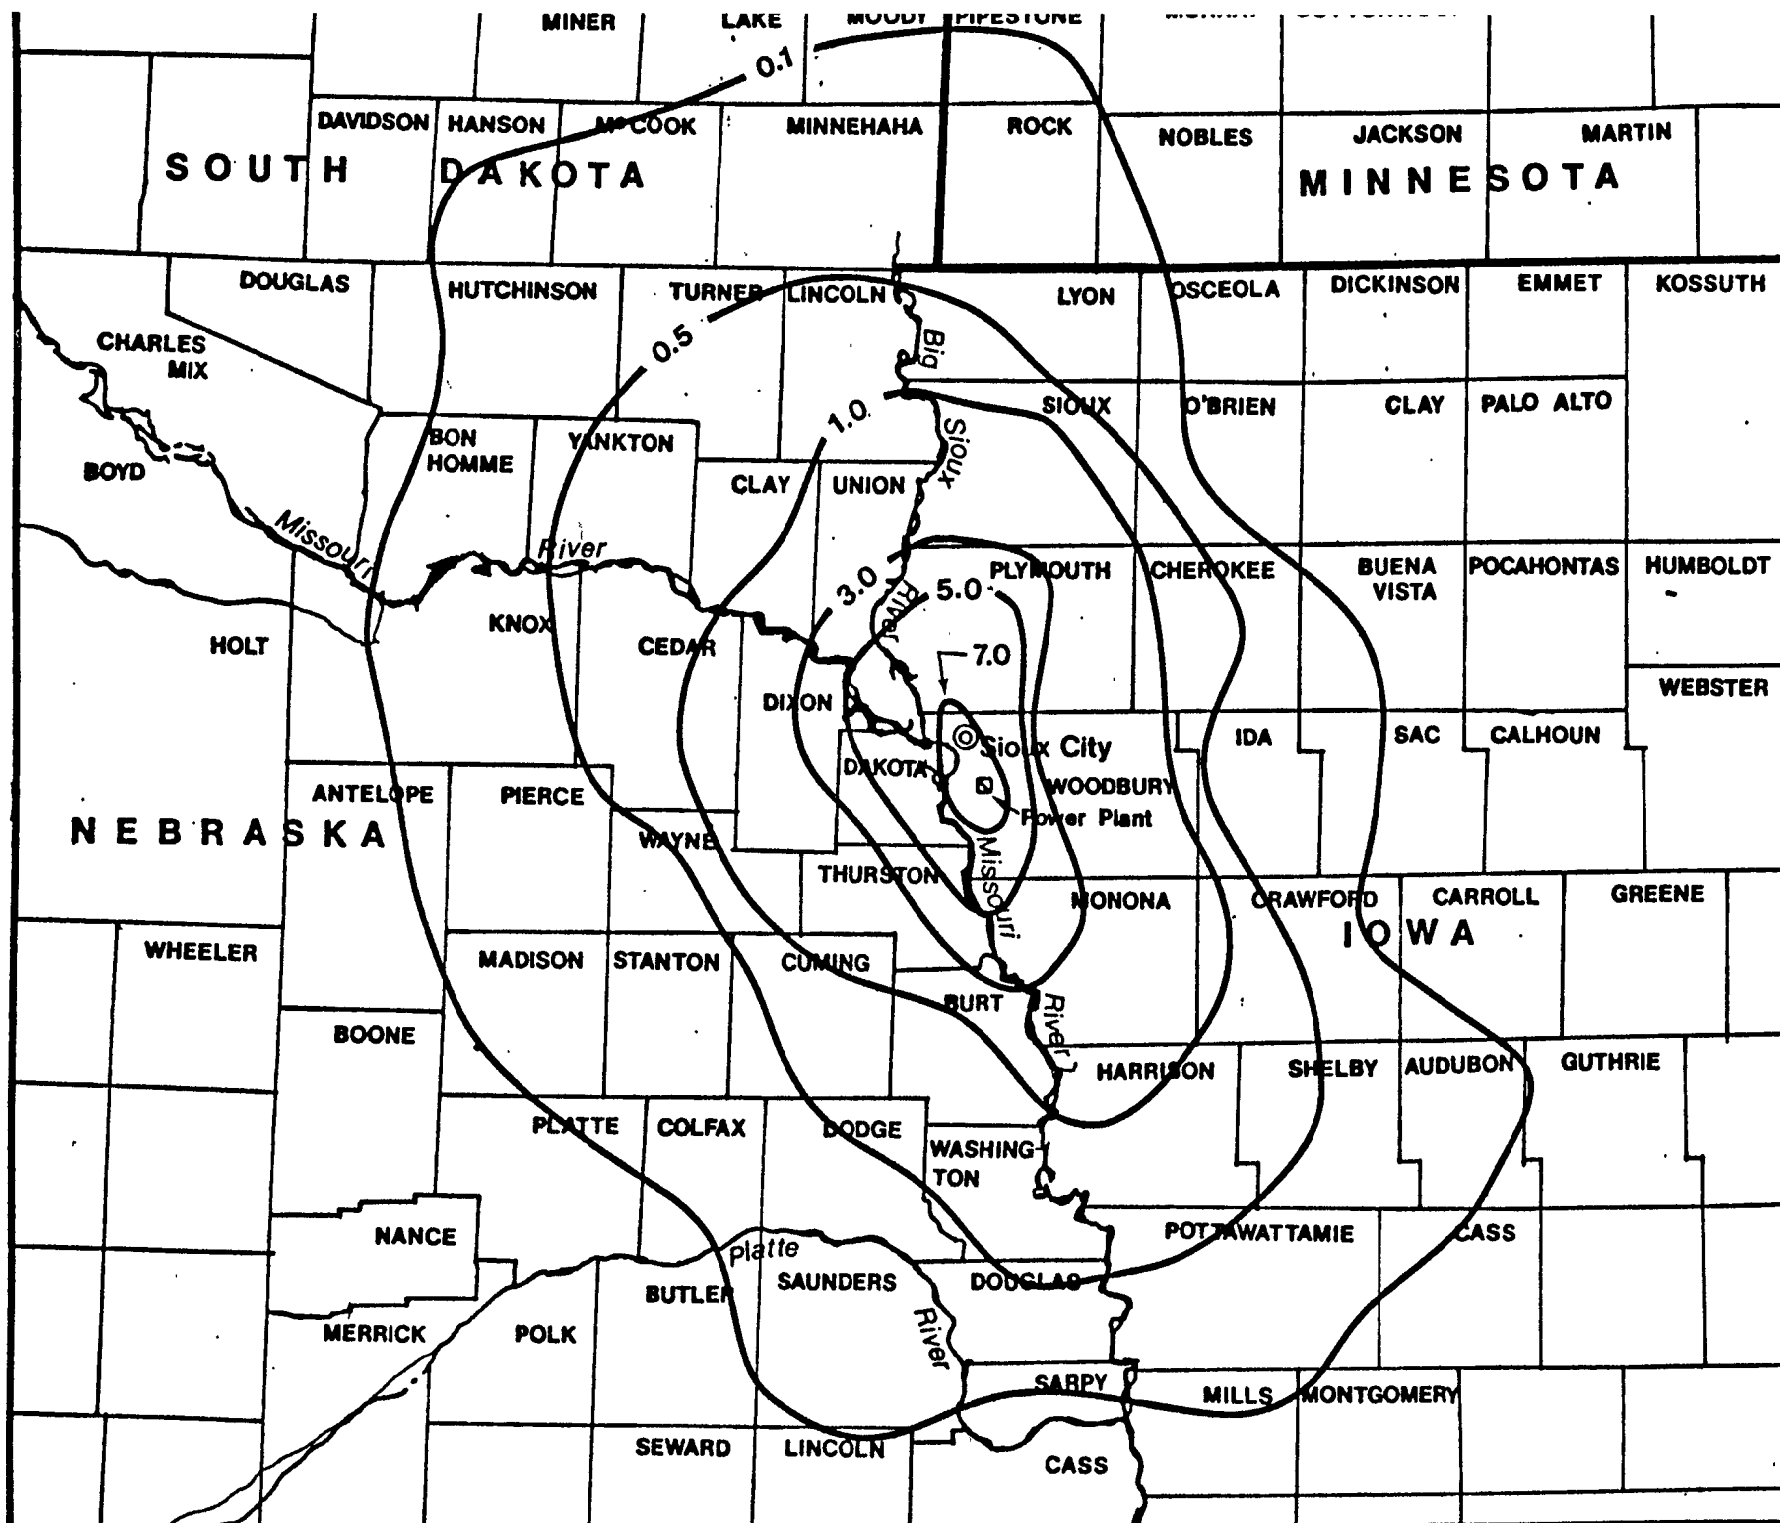 MINER
LAKE
MOODY
PIPESTONE
0.1
DAVIDSON
HANSON
McCOOK
MINNEHAHA
ROCK
NOBLES
JACKSON
MARTIN
SOUTH DAKOTA
MINNESOTA
DOUGLAS
HUTCHINSON
TURNER
LINCOLN
LYON
OSCEOLA
DICKINSON
EMMET
KOSSUTH
CHARLES
MIX
0.5
Big
Sioux
River
1.0
SIOUX
O'BRIEN
CLAY
PALO ALTO
BOYD
BON
HOMME
YANKTON
CLAY
UNION
Missouri
River
3.0
5.0
PLYMOUTH
CHEROKEE
BUENA
VISTA
POCAHONTAS
HUMBOLDT
HOLT
KNOX
CEDAR
7.0
DIXON
WEBSTER
Sioux City
IDA
SAC
CALHOUN
DAKOTA
WOODBURY
Power Plant
ANTELOPE
PIERCE
NEBRASKA
WAYNE
THURSTON
Missouri
River
MONONA
CRAWFORD
CARROLL
GREENE
IOWA
WHEELER
MADISON
STANTON
CUMING
BURT
BOONE
HARRISON
SHELBY
AUDUBON
GUTHRIE
PLATTE
COLFAX
DODGE
WASHING-
TON
NANCE
Platte
River
POTTAWATTAMIE
CASS
BUTLER
SAUNDERS
DOUGLAS
MERRICK
POLK
SARPY
MILLS
MONTGOMERY
SEWARD
LINCOLN
CASS